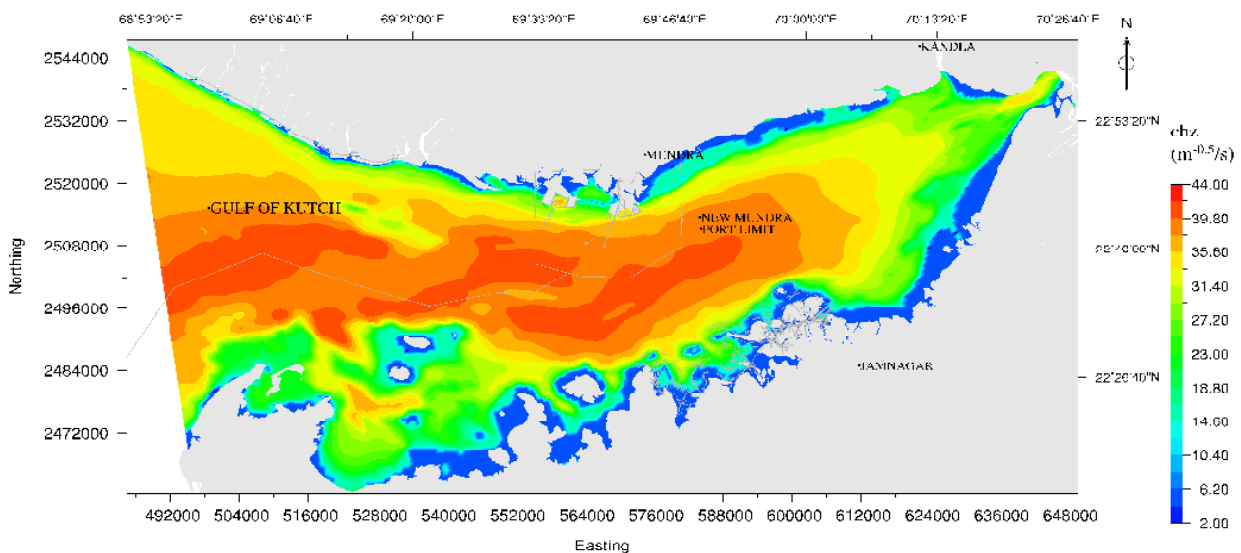 68°53'20"E 69°06'40"E 69°20'00"E 69°33'20"E 69°46'40"E 70°00'00"E 70°13'20"E 70°26'40"E
N
KANDLA
2544000
2532000
22°53'20"N
chz
(m^-0.5/s)
MUNDRA
2520000
44.00
GULF OF KUTCH
39.80
NEW MUNDRA
PORT LIMIT
2508000
22°40'00"N
35.60
Northing
31.40
2496000
27.20
23.00
2484000
JAMNAGAR
22°26'40"N
18.80
14.60
2472000
10.40
6.20
2.00
492000 504000 516000 528000 540000 552000 564000 576000 588000 600000 612000 624000 636000 648000
Easting